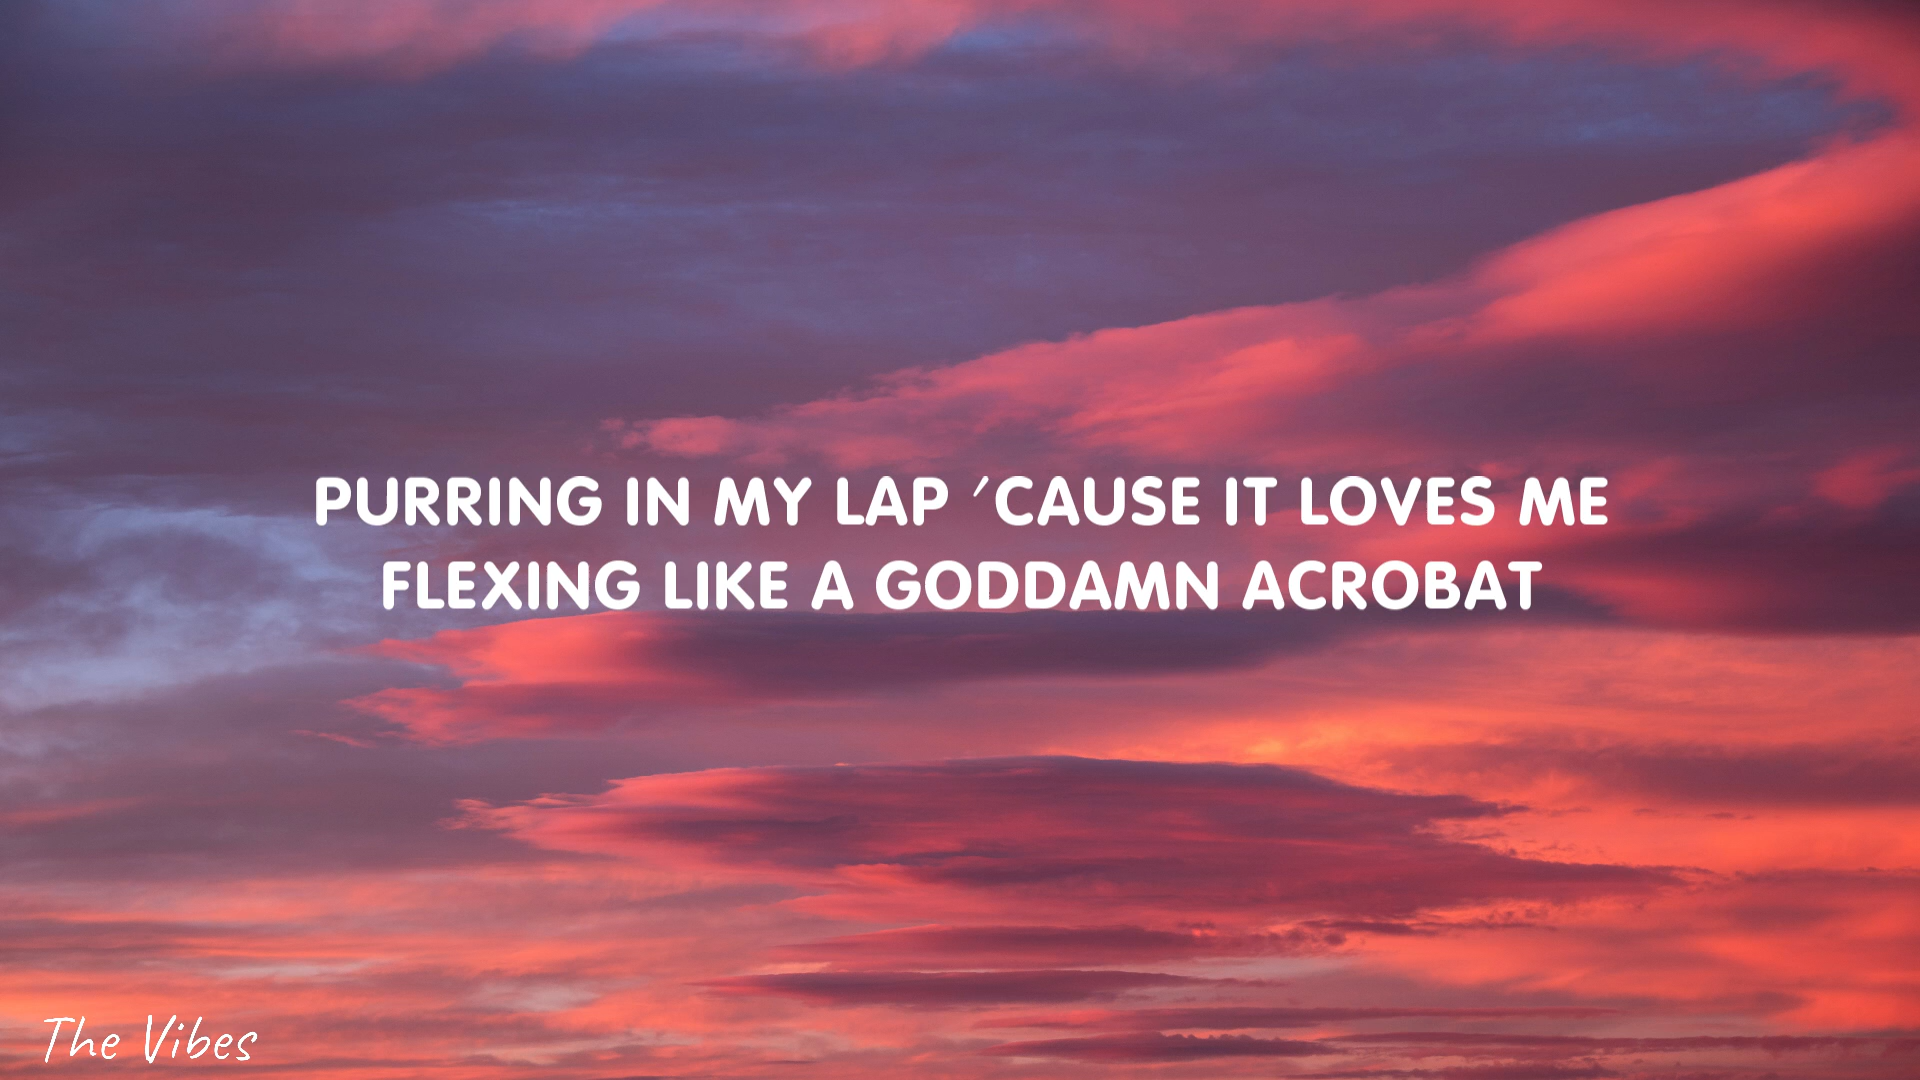 PURRING IN MY LAP ′CAUSE IT LOVES ME
FLEXING LIKE A GODDAMN ACROBAT
The Vibes